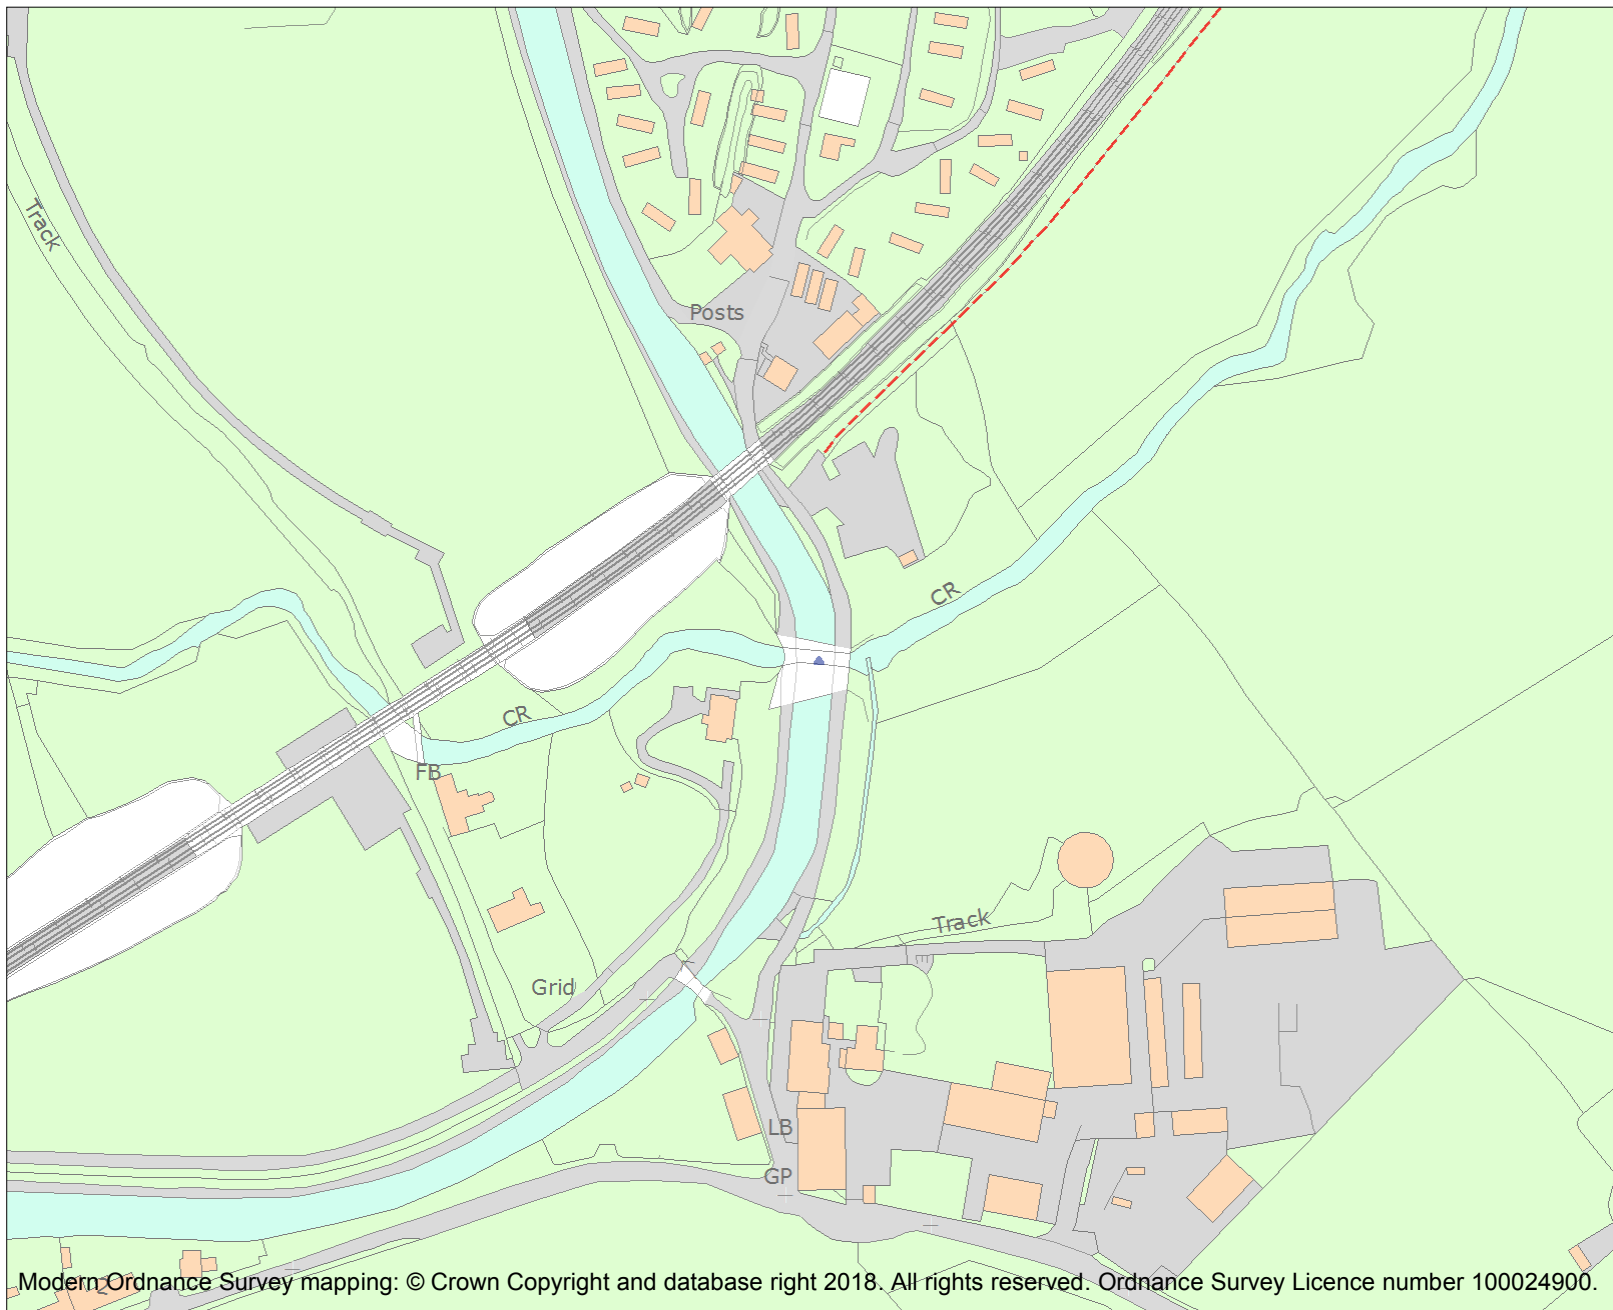 Track
Posts
CR
CR
FB
Track
Grid
LB
GP
Modern Ordnance Survey mapping: © Crown Copyright and database right 2018. All rights reserved. Ordnance Survey Licence number 100024900.